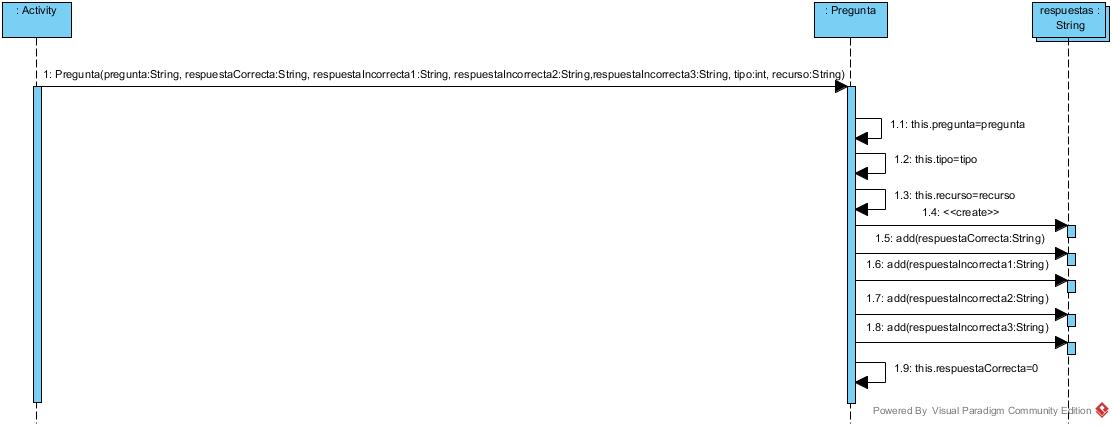 : Activity
: Pregunta
respuestas :
String
1: Pregunta(pregunta:String, respuestaCorrecta:String, respuestaIncorrecta1:String, respuestaIncorrecta2:String,respuestaIncorrecta3:String, tipo:int, recurso:String)
1.1: this.pregunta=pregunta
1.2: this.tipo=tipo
1.3: this.recurso=recurso
1.4: <<create>>
1.5: add(respuestaCorrecta:String)
1.6: add(respuestaIncorrecta1:String)
1.7: add(respuestaIncorrecta2:String)
1.8: add(respuestaIncorrecta3:String)
1.9: this.respuestaCorrecta=0
Powered By Visual Paradigm Community Edition